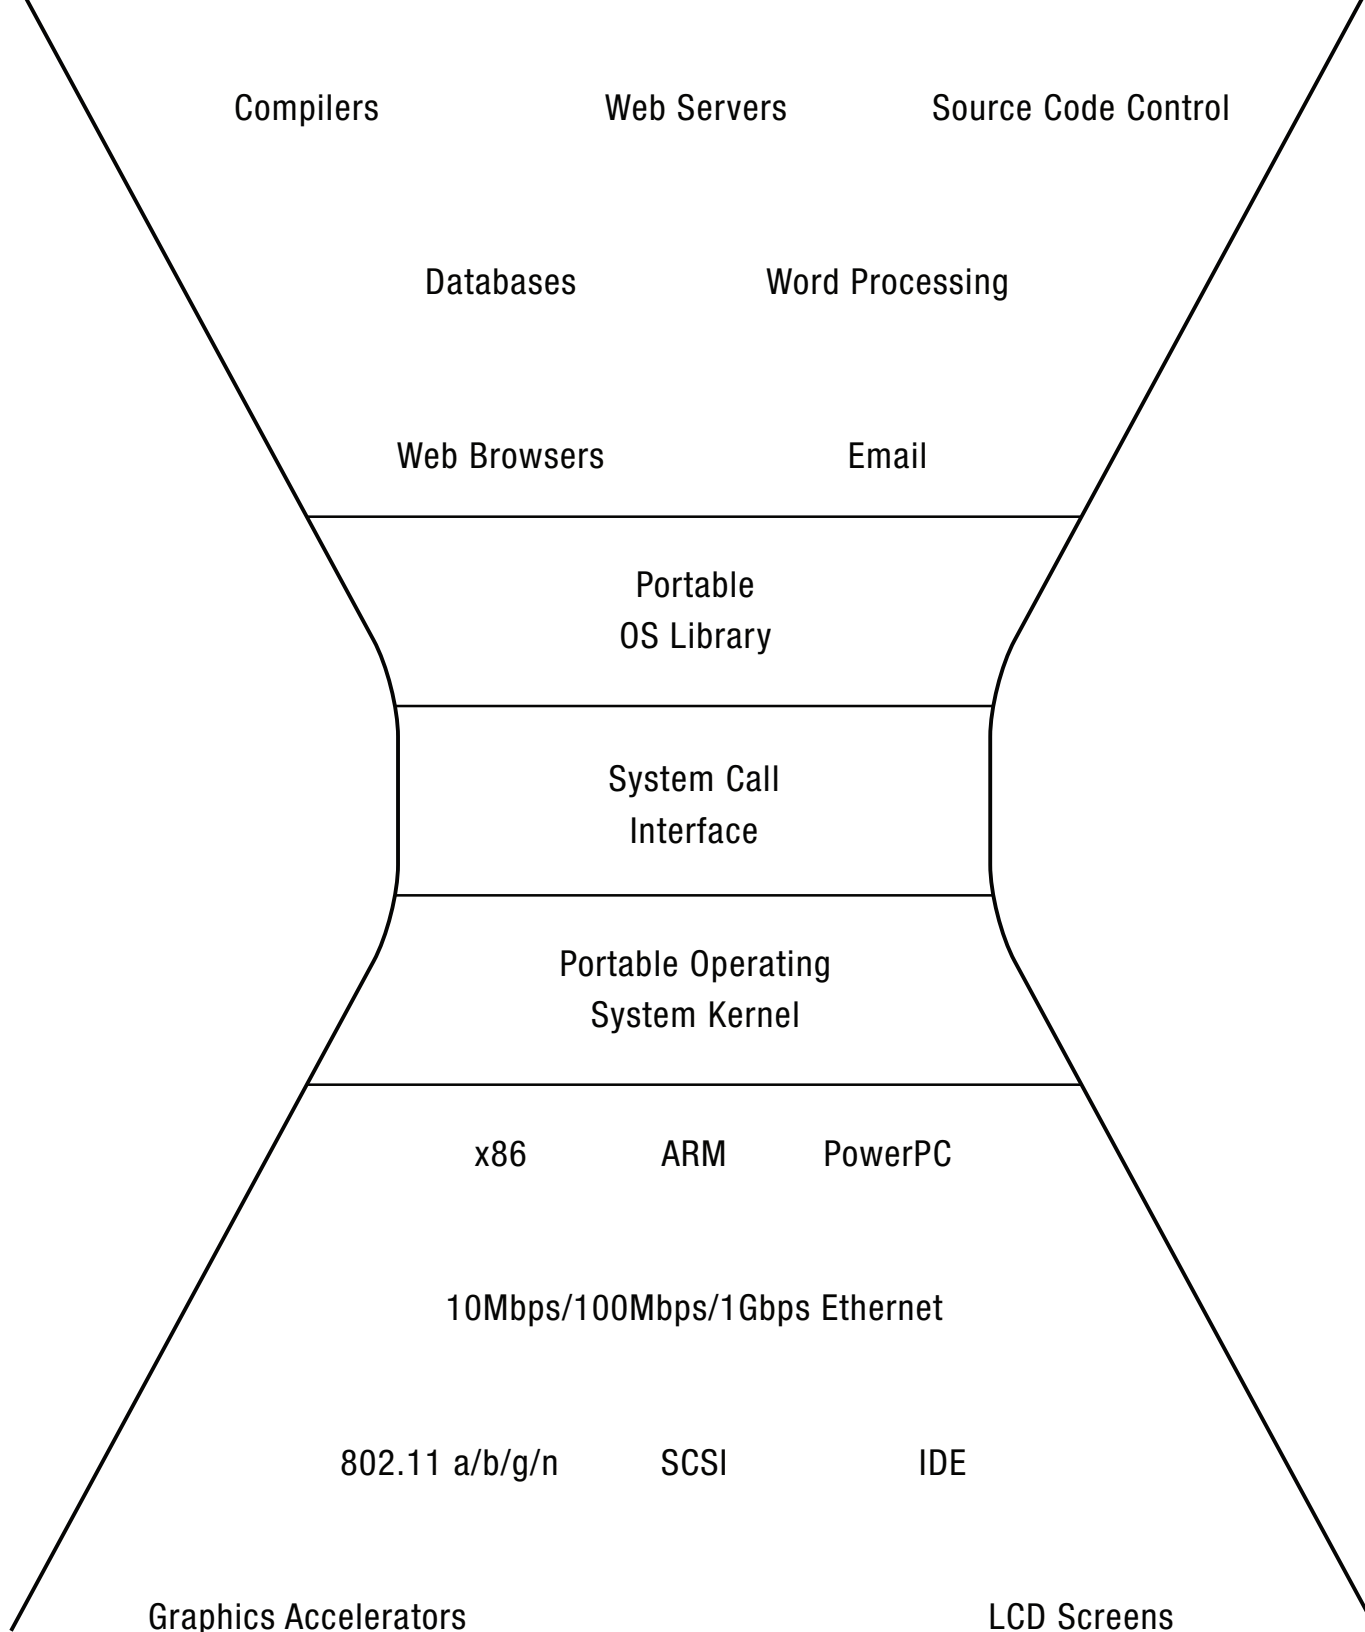 Compilers Web Servers Source Code Control
Databases Word Processing
Web Browsers Email
Portable
OS Library
System Call
Interface
Portable Operating
System Kernel
x86 ARM PowerPC
10Mbps/100Mbps/1Gbps Ethernet
802.11 a/b/g/n SCSI IDE
Graphics Accelerators LCD Screens